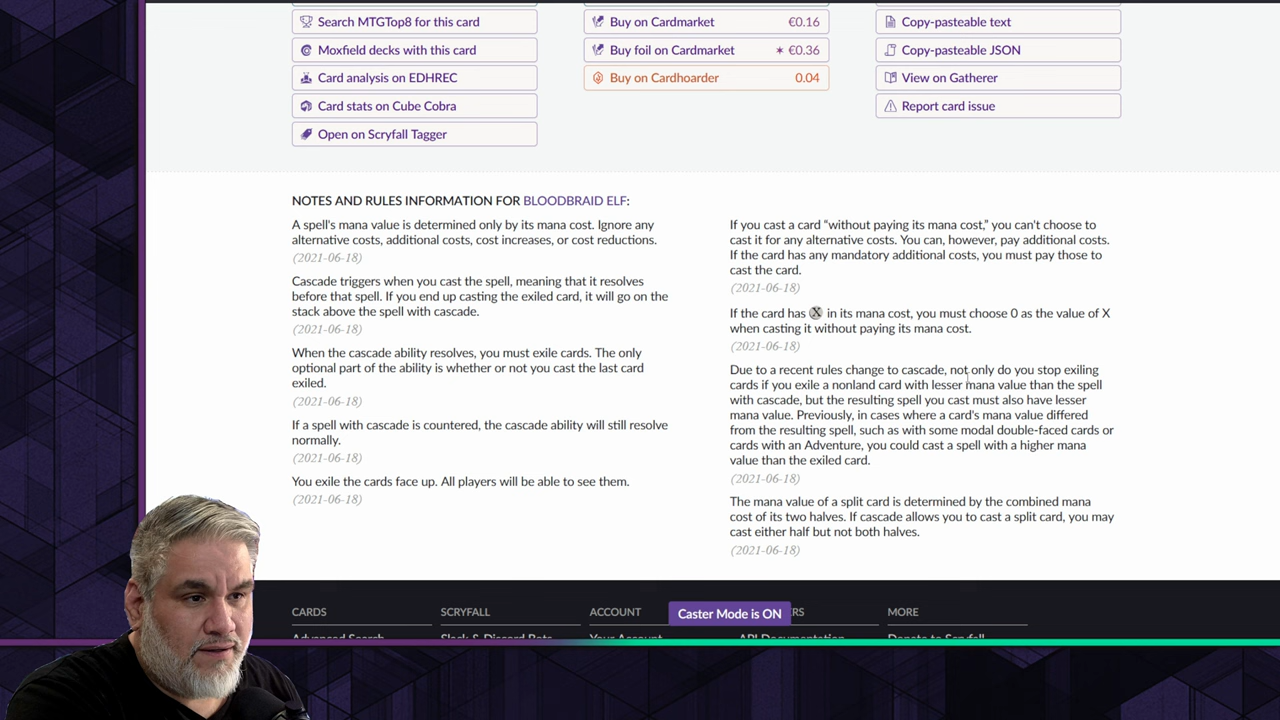 Search MTGTop8 for this card
Moxfield decks with this card
Card analysis on EDHREC
Card stats on Cube Cobra
Open on Scryfall Tagger
Buy on Cardmarket €0.16
Buy foil on Cardmarket ✶ €0.36
Buy on Cardhoarder 0.04
Copy-pasteable text
Copy-pasteable JSON
View on Gatherer
Report card issue
NOTES AND RULES INFORMATION FOR BLOODBRAID ELF:
A spell's mana value is determined only by its mana cost. Ignore any
alternative costs, additional costs, cost increases, or cost reductions.
(2021-06-18)
Cascade triggers when you cast the spell, meaning that it resolves
before that spell. If you end up casting the exiled card, it will go on the
stack above the spell with cascade.
(2021-06-18)
When the cascade ability resolves, you must exile cards. The only
optional part of the ability is whether or not you cast the last card
exiled.
(2021-06-18)
If a spell with cascade is countered, the cascade ability will still resolve
normally.
(2021-06-18)
You exile the cards face up. All players will be able to see them.
(2021-06-18)
If you cast a card “without paying its mana cost,” you can't choose to
cast it for any alternative costs. You can, however, pay additional costs.
If the card has any mandatory additional costs, you must pay those to
cast the card.
(2021-06-18)
If the card has X in its mana cost, you must choose 0 as the value of X
when casting it without paying its mana cost.
(2021-06-18)
Due to a recent rules change to cascade, not only do you stop exiling
cards if you exile a nonland card with lesser mana value than the spell
with cascade, but the resulting spell you cast must also have lesser
mana value. Previously, in cases where a card's mana value differed
from the resulting spell, such as with some modal double-faced cards or
cards with an Adventure, you could cast a spell with a higher mana
value than the exiled card.
(2021-06-18)
The mana value of a split card is determined by the combined mana
cost of its two halves. If cascade allows you to cast a split card, you may
cast either half but not both halves.
(2021-06-18)
CARDS SCRYFALL ACCOUNT RS MORE
Caster Mode is ON
Advanced Search Slack & Discord Bots Your Account API Documentation Donate to Scryfall